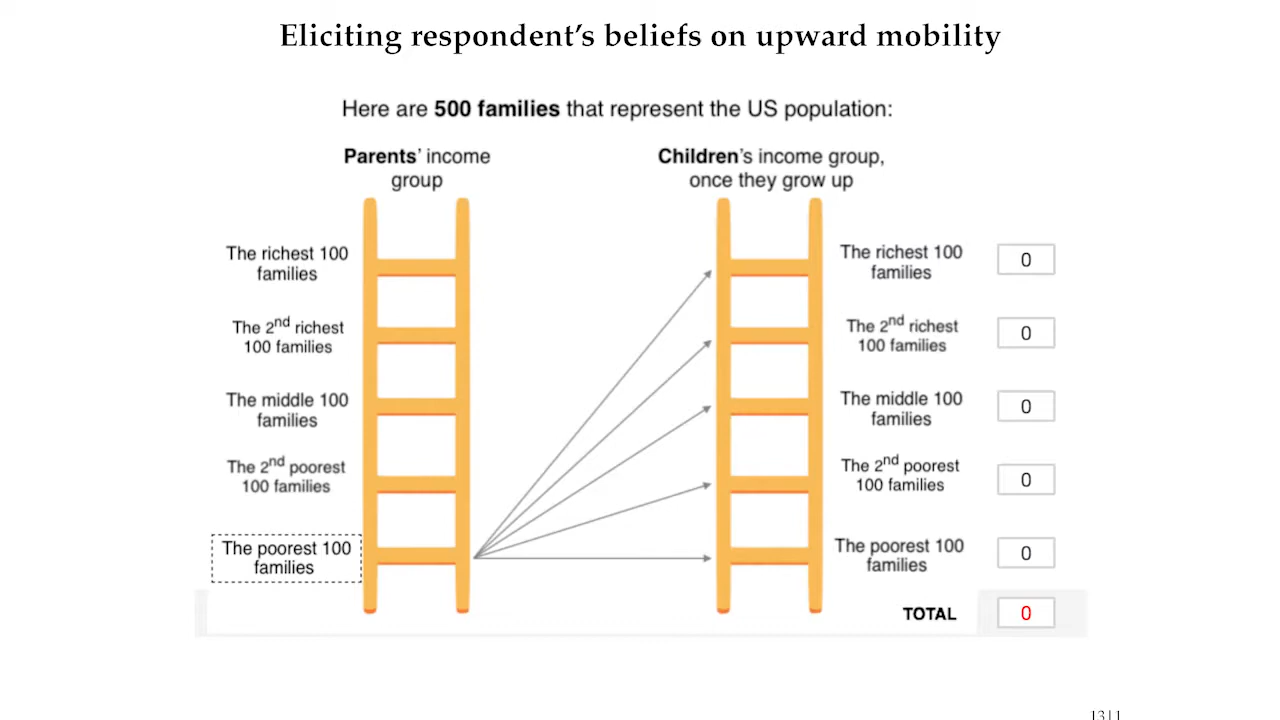 Eliciting respondent's beliefs on upward mobility
Here are 500 families that represent the US population:
Parents' income
group
Children's income group,
once they grow up
The richest 100
families
The richest 100
families
0
The 2nd richest
100 families
The 2nd richest
100 families
0
The middle 100
families
The middle 100
families
0
The 2nd poorest
100 families
The 2nd poorest
100 families
0
The poorest 100
families
The poorest 100
families
0
TOTAL
0